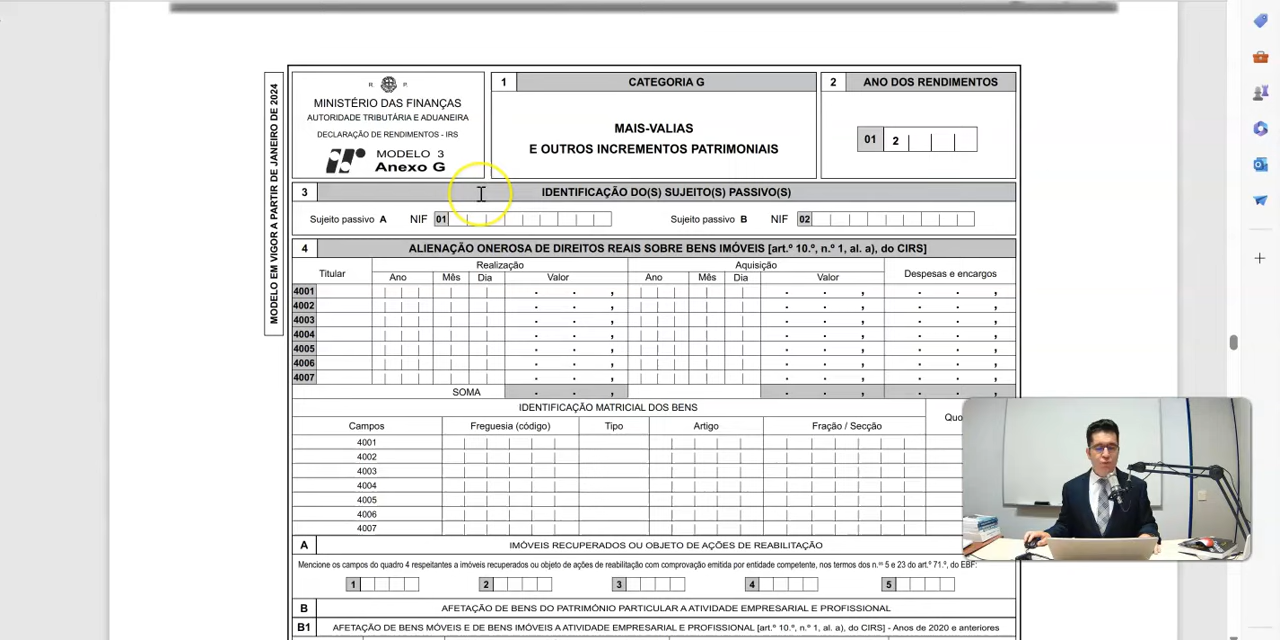 MODELO EM VIGOR A PARTIR DE JANEIRO DE 2024
R. P.
MINISTÉRIO DAS FINANÇAS
AUTORIDADE TRIBUTÁRIA E ADUANEIRA
DECLARAÇÃO DE RENDIMENTOS - IRS
MODELO 3
Anexo G
1 CATEGORIA G
MAIS-VALIAS
E OUTROS INCREMENTOS PATRIMONIAIS
2 ANO DOS RENDIMENTOS
01 2
3 IDENTIFICAÇÃO DO(S) SUJEITO(S) PASSIVO(S)
Sujeito passivo A NIF 01 Sujeito passivo B NIF 02
4 ALIENAÇÃO ONEROSA DE DIREITOS REAIS SOBRE BENS IMÓVEIS [art.º 10.º, n.º 1, al. a), do CIRS]
Titular Realização Aquisição Despesas e encargos
Ano Mês Dia Valor Ano Mês Dia Valor
4001 . . , . . , . . ,
4002 . . , . . , . . ,
4003 . . , . . , . . ,
4004 . . , . . , . . ,
4005 . . , . . , . . ,
4006 . . , . . , . . ,
4007 . . , . . , . . ,
SOMA . . , . . , . . ,
IDENTIFICAÇÃO MATRICIAL DOS BENS
Campos Freguesia (código) Tipo Artigo Fração / Secção
4001
4002
4003
4004
4005
4006
4007
A IMÓVEIS RECUPERADOS OU OBJETO DE AÇÕES DE REABILITAÇÃO
Mencione os campos do quadro 4 respeitantes a imóveis recuperados ou objeto de ações de reabilitação com comprovação emitida por entidade competente, nos termos dos n.ºs 5 e 23 do art.º 71.º, do EBF:
1 2 3 4 5
B AFETAÇÃO DE BENS DO PATRIMÓNIO PARTICULAR A ATIVIDADE EMPRESARIAL E PROFISSIONAL
B1 AFETAÇÃO DE BENS MÓVEIS E DE BENS IMÓVEIS A ATIVIDADE EMPRESARIAL E PROFISSIONAL [art.º 10.º, n.º 1, al. a), do CIRS] - Anos de 2020 e anteriores